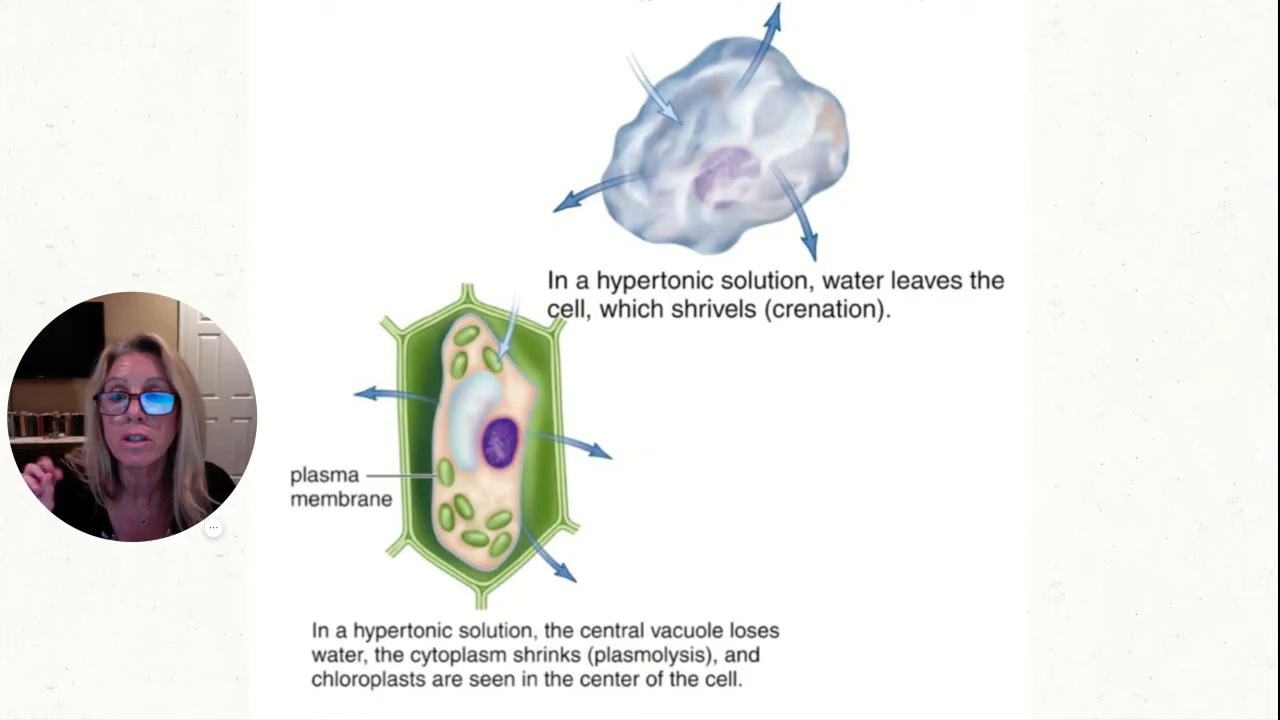 In a hypertonic solution, water leaves the
cell, which shrivels (crenation).
plasma
membrane
In a hypertonic solution, the central vacuole loses
water, the cytoplasm shrinks (plasmolysis), and
chloroplasts are seen in the center of the cell.